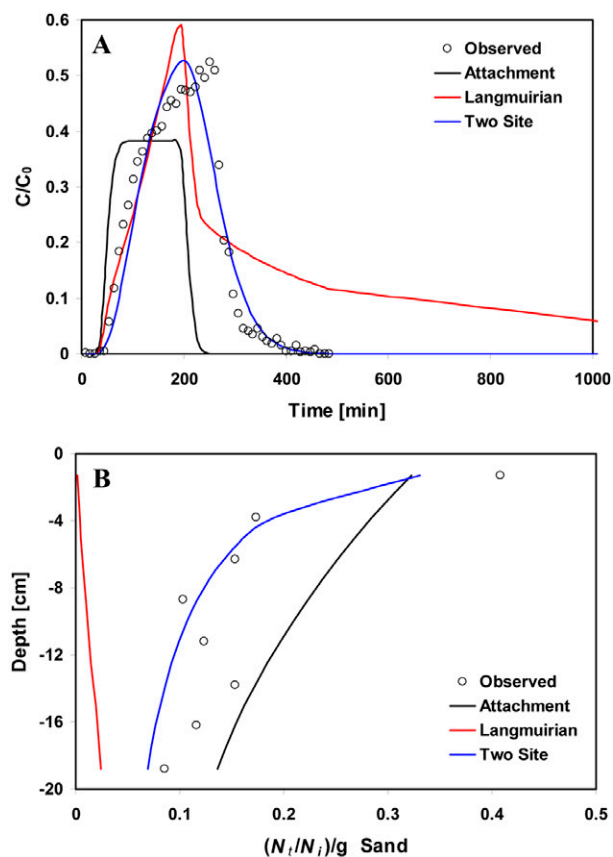 A
0.6
0.5
0.4
0.3
0.2
0.1
0
C/C0
Observed
Attachment
Langmuirian
Two Site
0 200 400 600 800 1000
Time [min]
B
0
-4
-8
-12
-16
-20
Depth [cm]
Observed
Attachment
Langmuirian
Two Site
0 0.1 0.2 0.3 0.4 0.5
(Nt/Ni)/g Sand